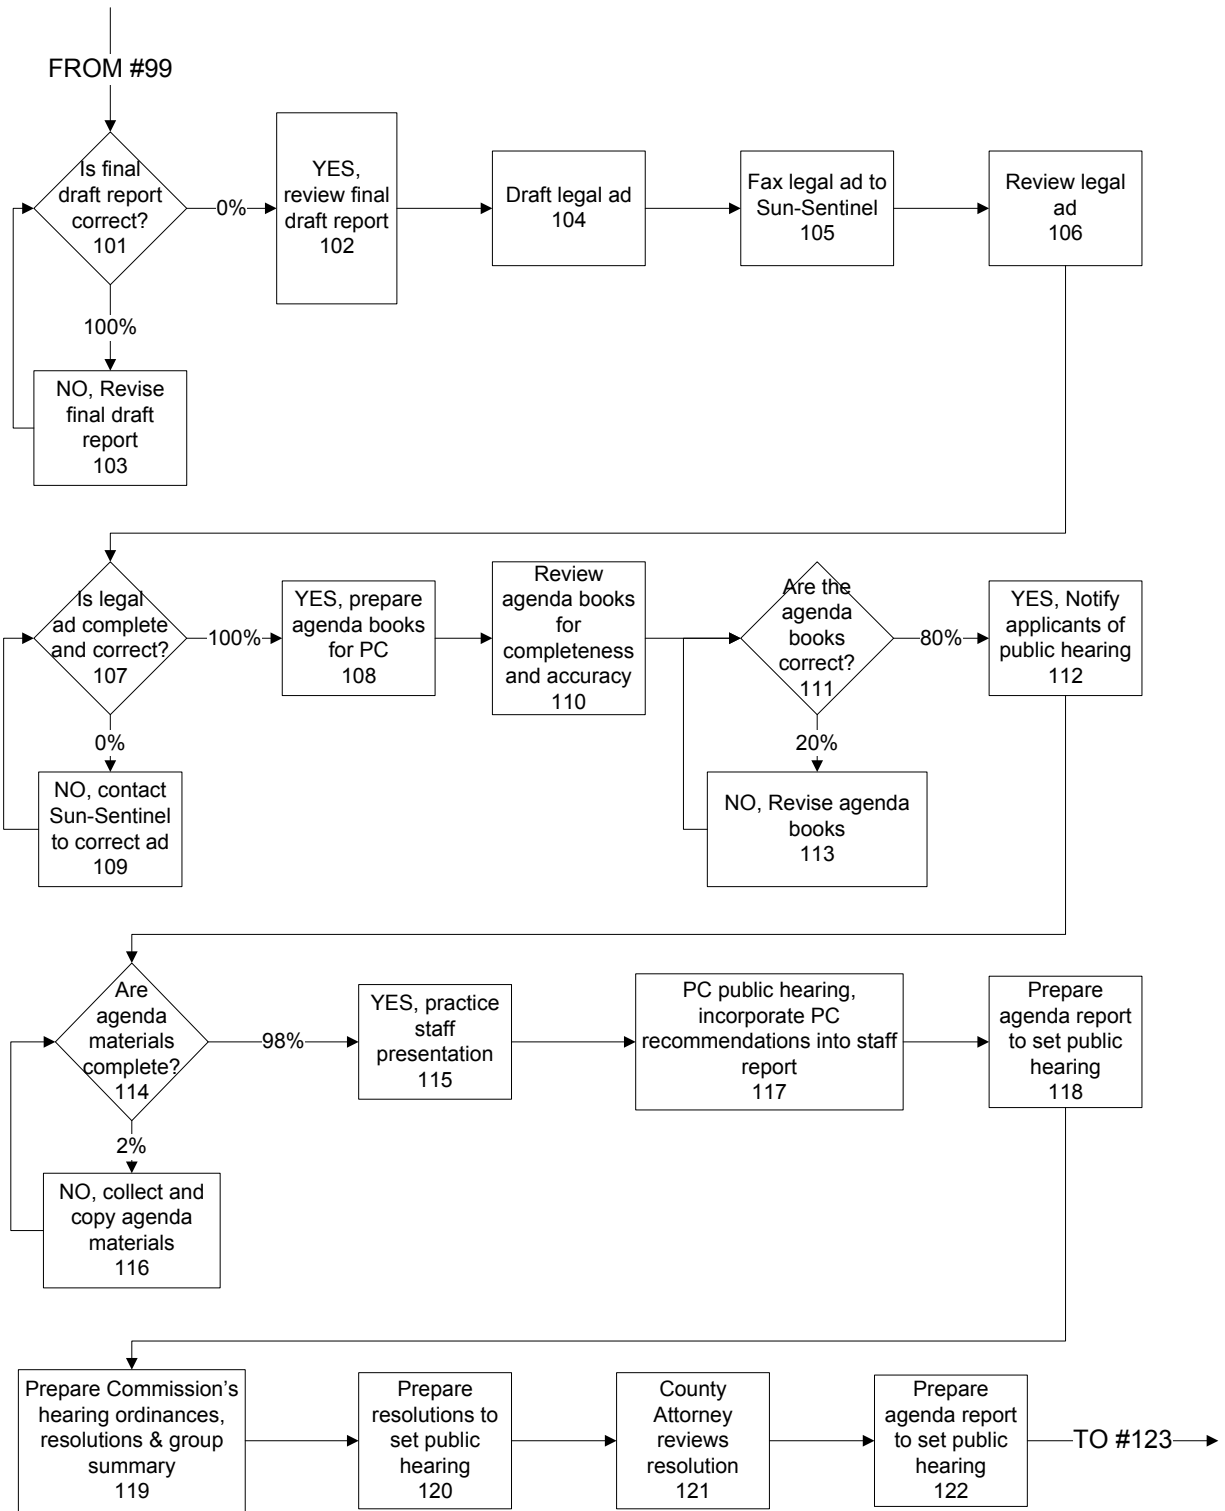 FROM #99
Is final
draft report
correct?
101
0%
YES,
review final
draft report
102
Draft legal ad
104
Fax legal ad to
Sun-Sentinel
105
Review legal
ad
106
100%
NO, Revise
final draft
report
103
Is legal
ad complete
and correct?
107
100%
YES, prepare
agenda books
for PC
108
Review
agenda books
for
completeness
and accuracy
110
Are the
agenda
books
correct?
111
80%
YES, Notify
applicants of
public hearing
112
0%
NO, contact
Sun-Sentinel
to correct ad
109
20%
NO, Revise agenda
books
113
Are
agenda
materials
complete?
114
98%
YES, practice
staff
presentation
115
PC public hearing,
incorporate PC
recommendations into staff
report
117
Prepare
agenda report
to set public
hearing
118
2%
NO, collect and
copy agenda
materials
116
Prepare Commission’s
hearing ordinances,
resolutions & group
summary
119
Prepare
resolutions to
set public
hearing
120
County
Attorney
reviews
resolution
121
Prepare
agenda report
to set public
hearing
122
TO #123